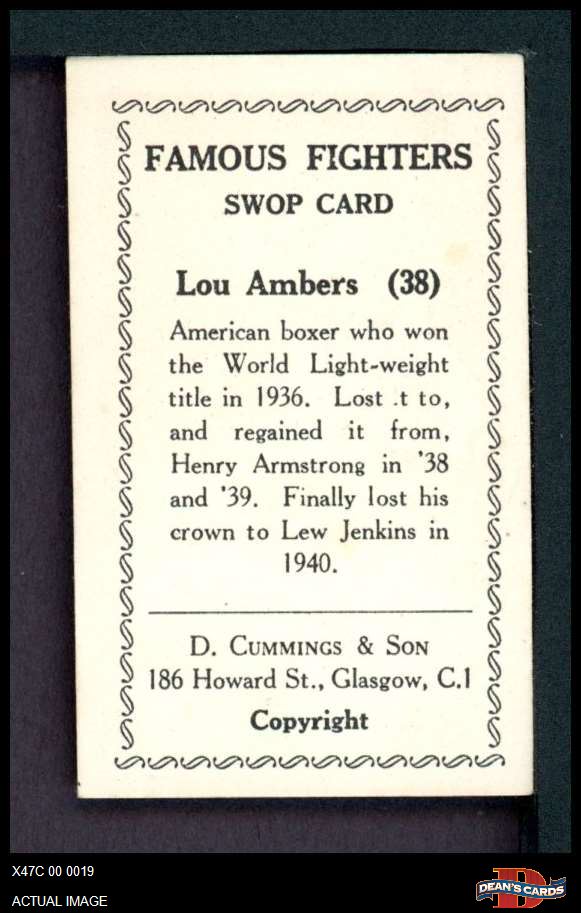 FAMOUS FIGHTERS
SWOP CARD
Lou Ambers (38)
American boxer who won
the World Light-weight
title in 1936. Lost .t to,
and regained it from,
Henry Armstrong in '38
and '39. Finally lost his
crown to Lew Jenkins in
1940.
D. CUMMINGS & SON
186 Howard St., Glasgow, C.1
Copyright
X47C 00 0019
ACTUAL IMAGE
D
DEAN'S CARDS